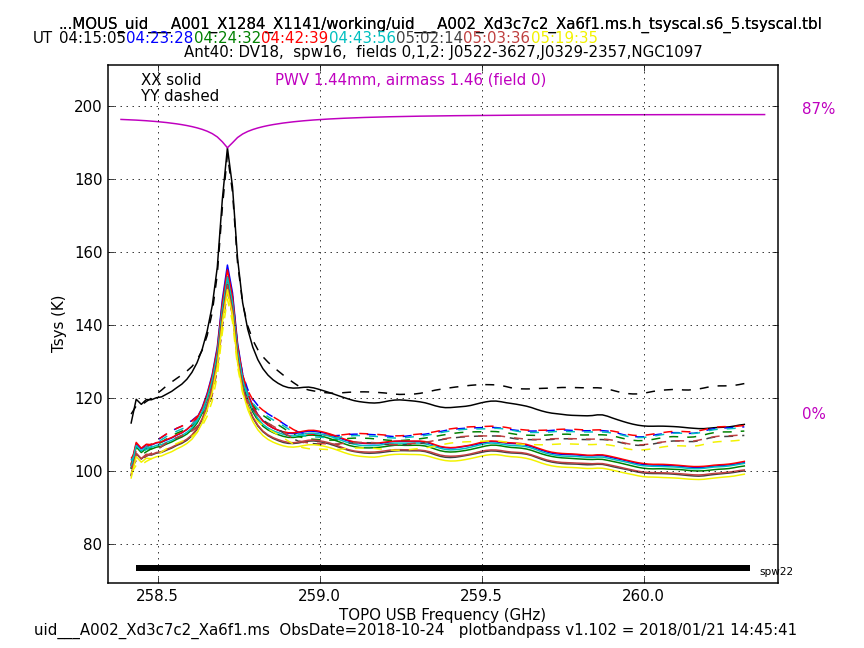 ...MOUS_uid___A001_X1284_X1141/working/uid___A002_Xd3c7c2_Xa6f1.ms.h_tsyscal.s6_5.tsyscal.tbl
UT 04:15:05 04:23:28 04:24:32 04:42:39 04:43:56 05:02:14 05:03:36 05:19:35
Ant40: DV18, spw16, fields 0,1,2: J0522-3627,J0329-2357,NGC1097
XX solid
PWV 1.44mm, airmass 1.46 (field 0)
YY dashed
200
87%
180
160
Tsys (K)
140
120
0%
100
80
spw22
258.5 259.0 259.5 260.0
TOPO USB Frequency (GHz)
uid___A002_Xd3c7c2_Xa6f1.ms ObsDate=2018-10-24 plotbandpass v1.102 = 2018/01/21 14:45:41